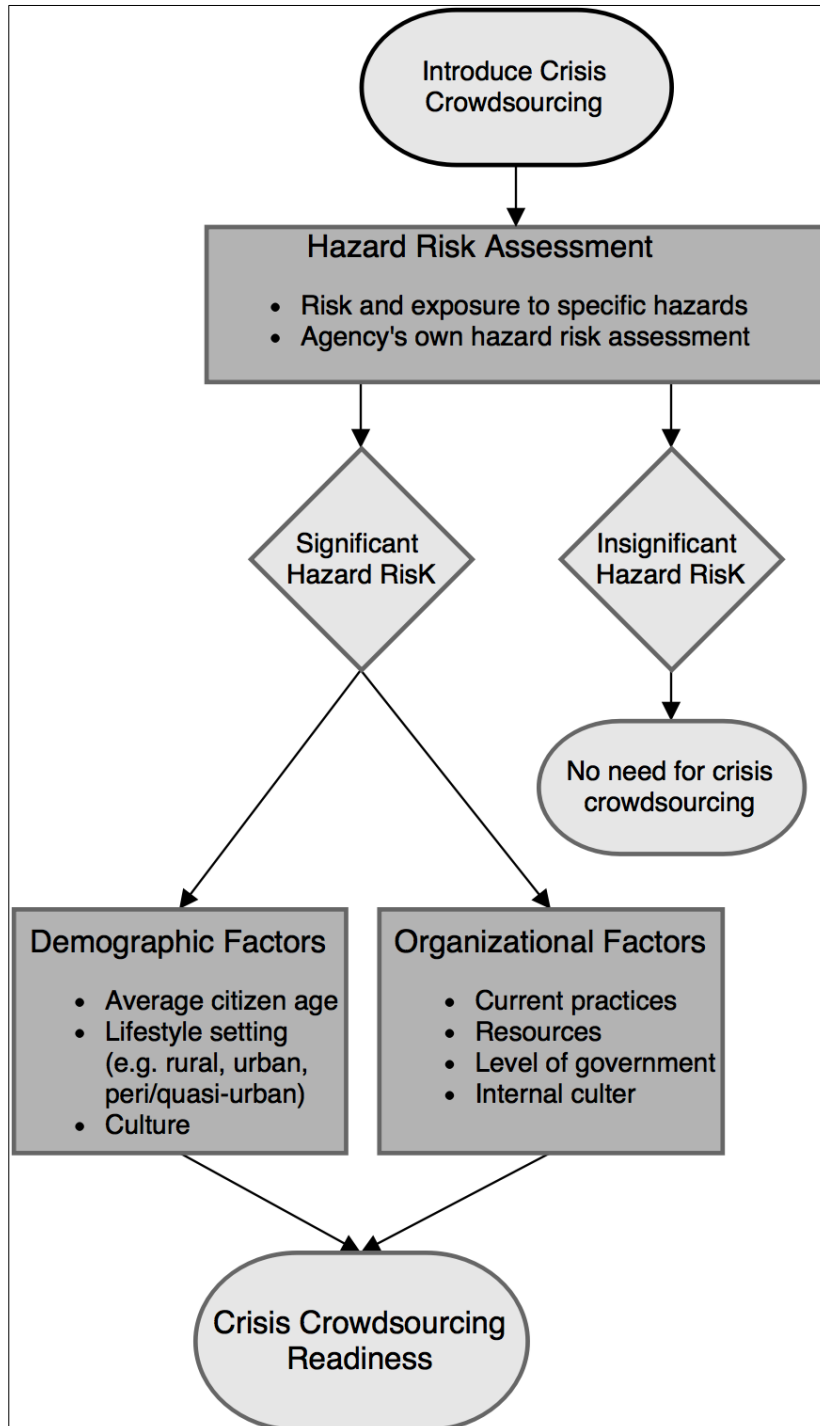 Introduce Crisis
Crowdsourcing
Hazard Risk Assessment
• Risk and exposure to specific hazards
• Agency's own hazard risk assessment
Significant
Hazard RisK
Insignificant
Hazard RisK
No need for crisis
crowdsourcing
Demographic Factors
• Average citizen age
• Lifestyle setting
(e.g. rural, urban,
peri/quasi-urban)
• Culture
Organizational Factors
• Current practices
• Resources
• Level of government
• Internal culter
Crisis Crowdsourcing
Readiness